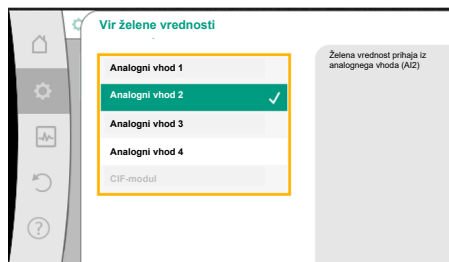 Vir želene vrednosti
Analogni vhod 1
Analogni vhod 2
Analogni vhod 3
Analogni vhod 4
CIF-modul
Želena vrednost prihaja iz
analognega vhoda (AI2)
?